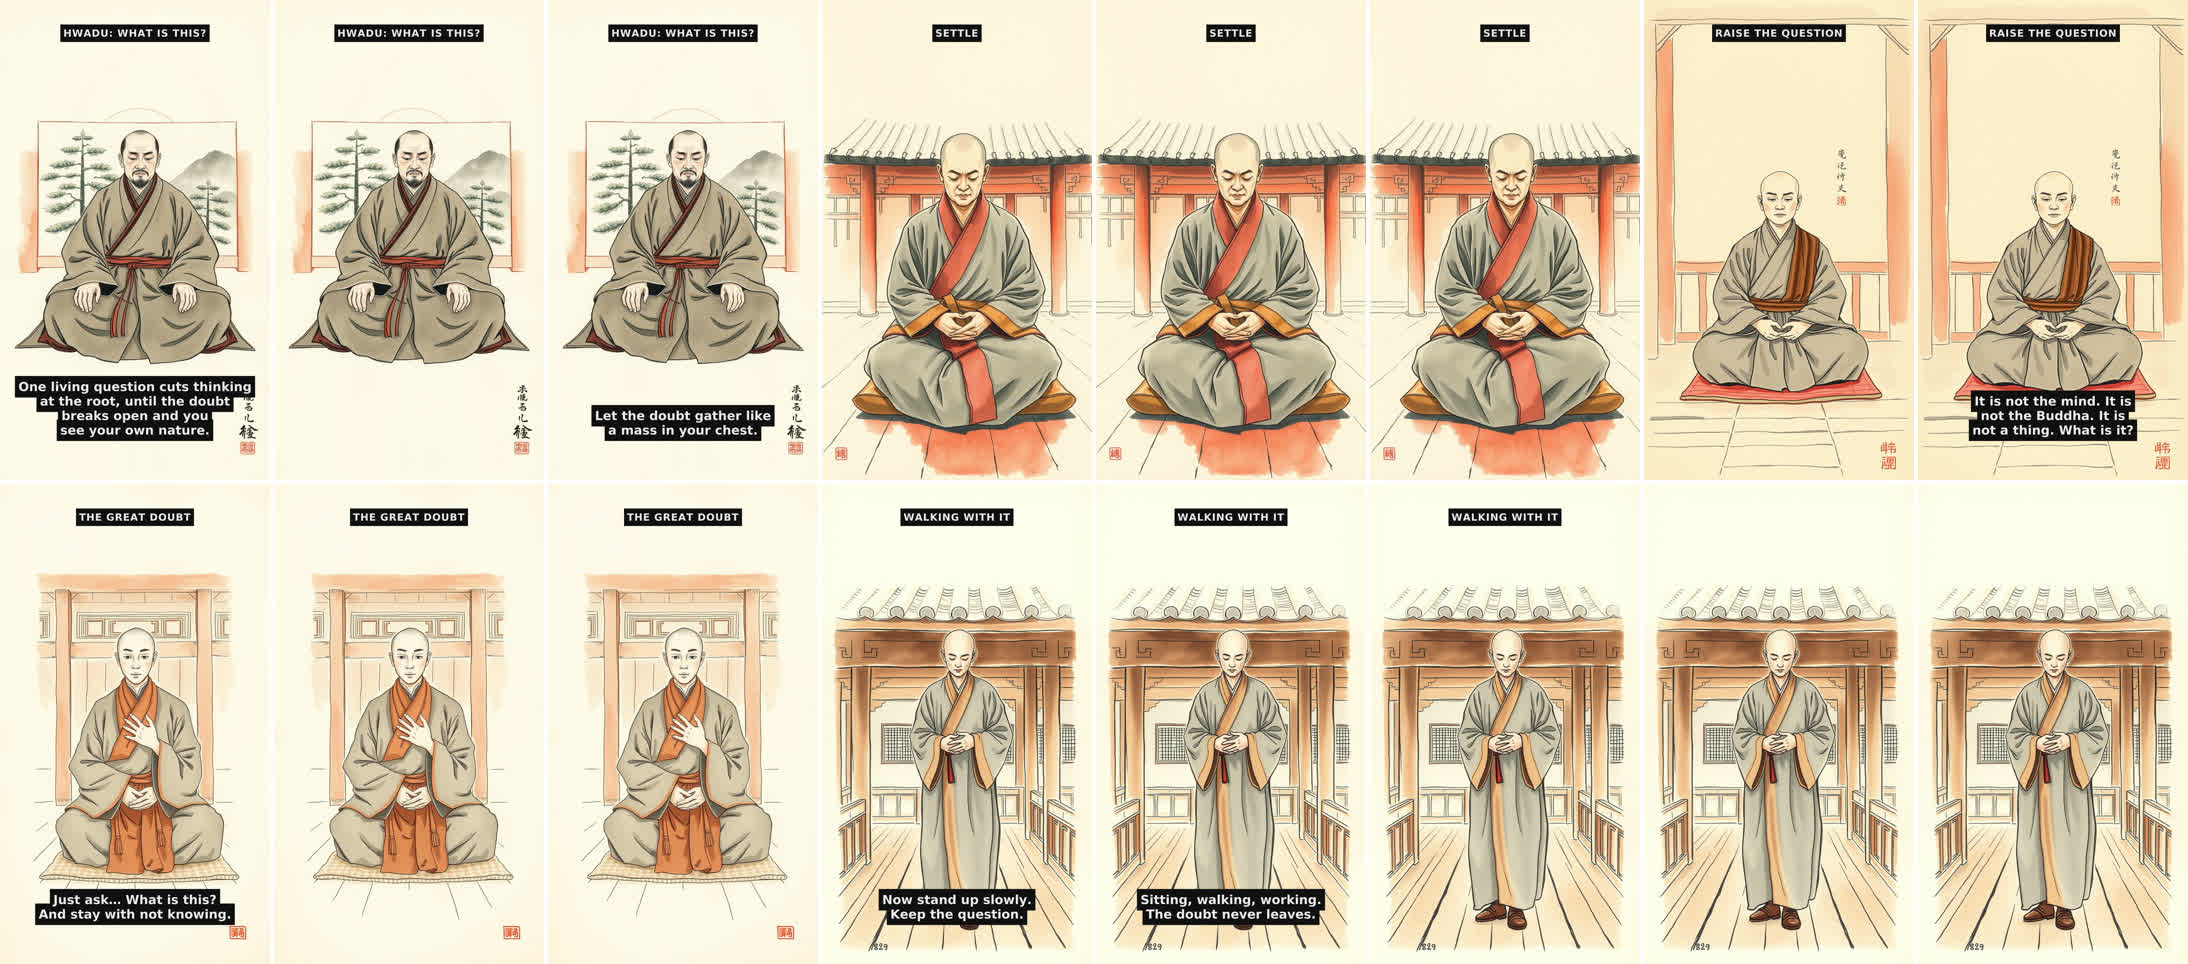 HWADU: WHAT IS THIS?
One living question cuts thinking
at the root, until the doubt
breaks open and you
see your own nature.
HWADU: WHAT IS THIS?
HWADU: WHAT IS THIS?
Let the doubt gather like
a mass in your chest.
SETTLE
SETTLE
SETTLE
RAISE THE QUESTION
RAISE THE QUESTION
It is not the mind. It is
not the Buddha. It is
not a thing. What is it?
THE GREAT DOUBT
Just ask... What is this?
And stay with not knowing.
THE GREAT DOUBT
THE GREAT DOUBT
WALKING WITH IT
Now stand up slowly.
Keep the question.
1829
WALKING WITH IT
Sitting, walking, working.
The doubt never leaves.
1829
WALKING WITH IT
1829
1829
1829